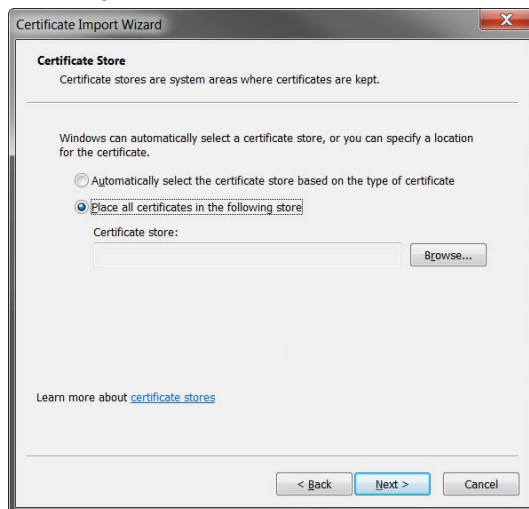 Certificate Import Wizard
X
Certificate Store
Certificate stores are system areas where certificates are kept.
Windows can automatically select a certificate store, or you can specify a location
for the certificate.
Automatically select the certificate store based on the type of certificate
Place all certificates in the following store
Certificate store:
Browse...
Learn more about certificate stores
< Back
Next >
Cancel